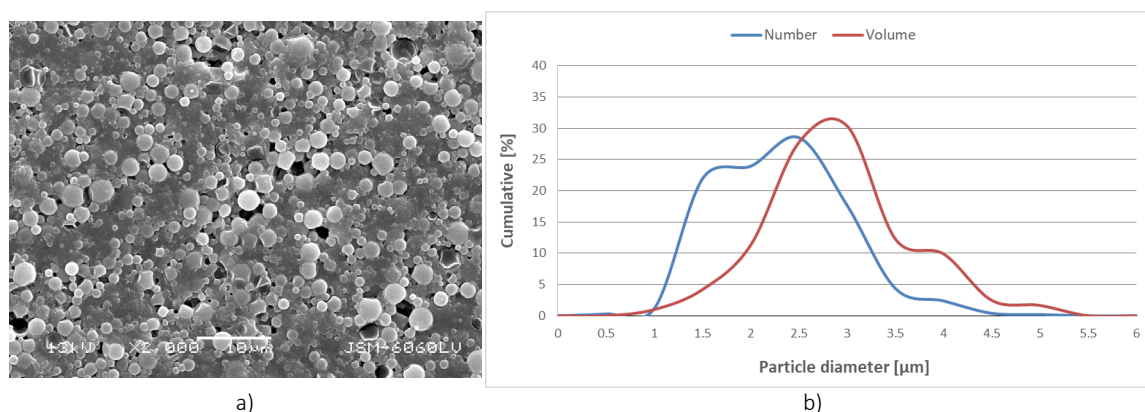 13kV X2,000 10µm JSM-6060LV
a)
Number Volume
40
35
30
25
20
15
10
5
0
Cumulative [%]
0 0.5 1 1.5 2 2.5 3 3.5 4 4.5 5 5.5 6
Particle diameter [µm]
b)